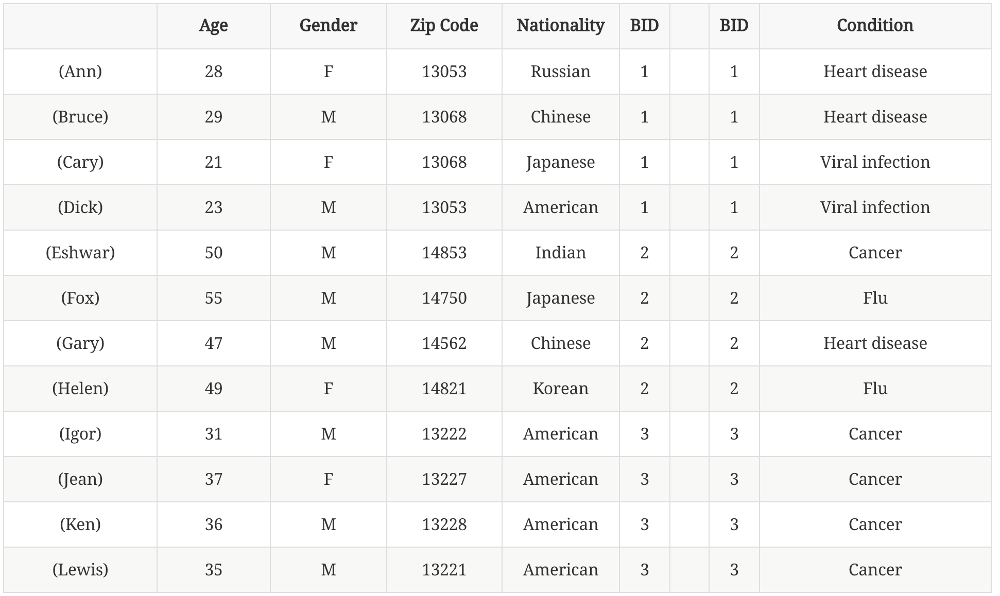 Age Gender Zip Code Nationality BID BID Condition
(Ann) 28 F 13053 Russian 1 1 Heart disease
(Bruce) 29 M 13068 Chinese 1 1 Heart disease
(Cary) 21 F 13068 Japanese 1 1 Viral infection
(Dick) 23 M 13053 American 1 1 Viral infection
(Eshwar) 50 M 14853 Indian 2 2 Cancer
(Fox) 55 M 14750 Japanese 2 2 Flu
(Gary) 47 M 14562 Chinese 2 2 Heart disease
(Helen) 49 F 14821 Korean 2 2 Flu
(Igor) 31 M 13222 American 3 3 Cancer
(Jean) 37 F 13227 American 3 3 Cancer
(Ken) 36 M 13228 American 3 3 Cancer
(Lewis) 35 M 13221 American 3 3 Cancer